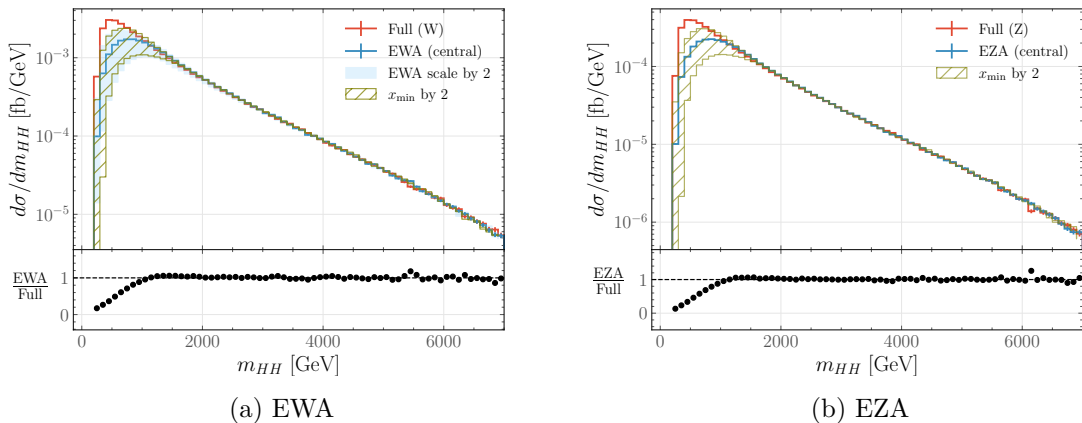 Full (W)
EWA (central)
EWA scale by 2
x_min by 2
dσ/dm_HH [fb/GeV]
10⁻³
10⁻⁴
10⁻⁵
EWA
Full
1
0
0 2000 4000 6000
m_HH [GeV]
(a) EWA
Full (Z)
EZA (central)
x_min by 2
dσ/dm_HH [fb/GeV]
10⁻⁴
10⁻⁵
10⁻⁶
EZA
Full
1
0
0 2000 4000 6000
m_HH [GeV]
(b) EZA